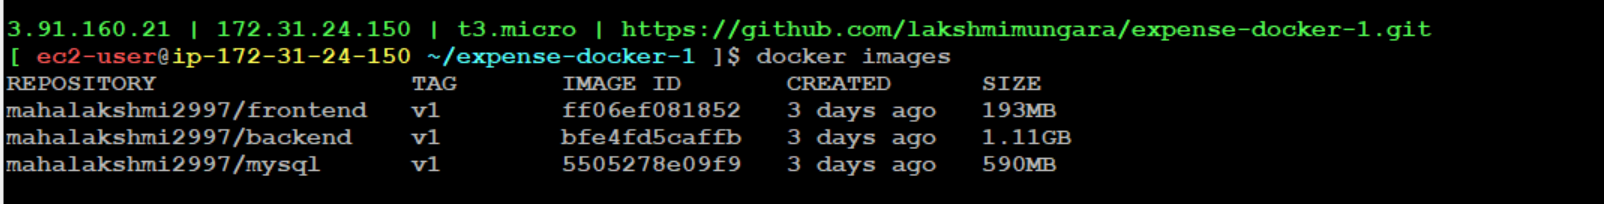 3.91.160.21 | 172.31.24.150 | t3.micro | https://github.com/lakshmimungara/expense-docker-1.git
[ ec2-user@ip-172-31-24-150 ~/expense-docker-1 ]$ docker images
REPOSITORY TAG IMAGE ID CREATED SIZE
mahalakshmi2997/frontend v1 ff06ef081852 3 days ago 193MB
mahalakshmi2997/backend v1 bfe4fd5caffb 3 days ago 1.11GB
mahalakshmi2997/mysql v1 5505278e09f9 3 days ago 590MB